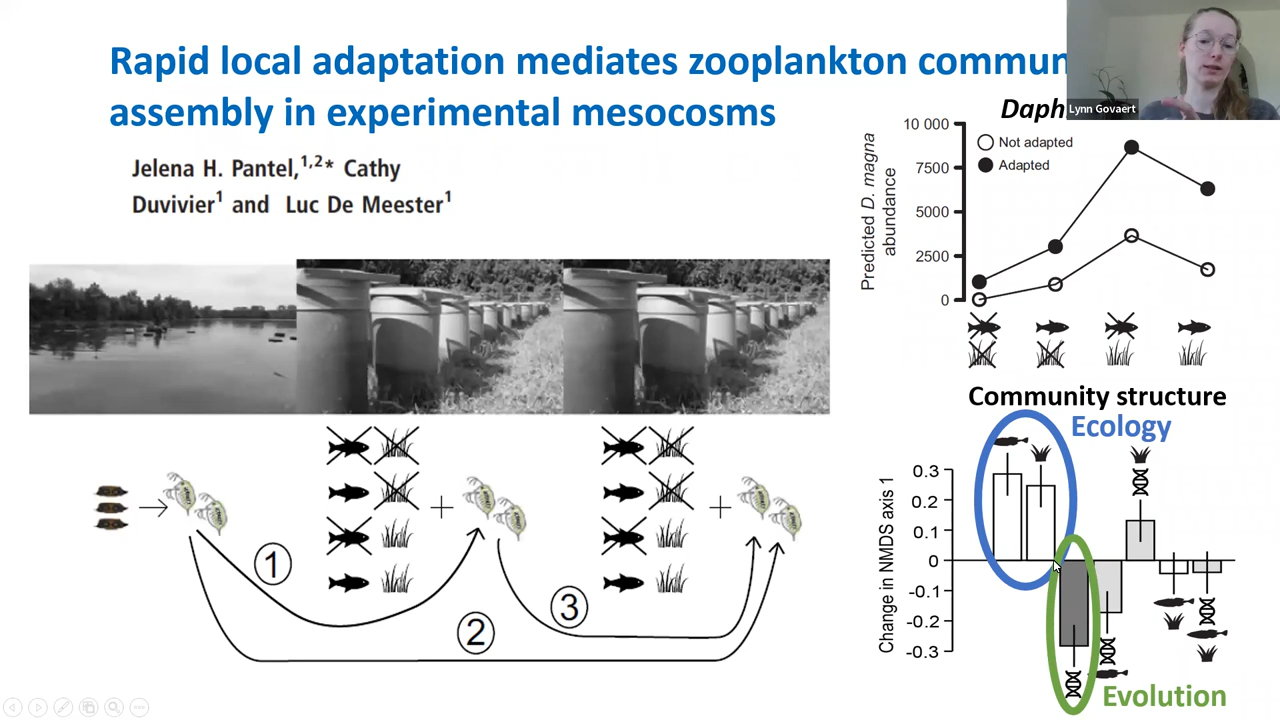 Rapid local adaptation mediates zooplankton commun
assembly in experimental mesocosms
Jelena H. Pantel,1,2* Cathy
Duvivier1 and Luc De Meester1
Lynn Govaert
Daph
Predicted D. magna
abundance
10 000
7500
5000
2500
0
Not adapted
Adapted
1
2
3
+
+
Community structure
Ecology
Change in NMDS axis 1
0.3
0.2
0.1
0
-0.1
-0.2
-0.3
Evolution